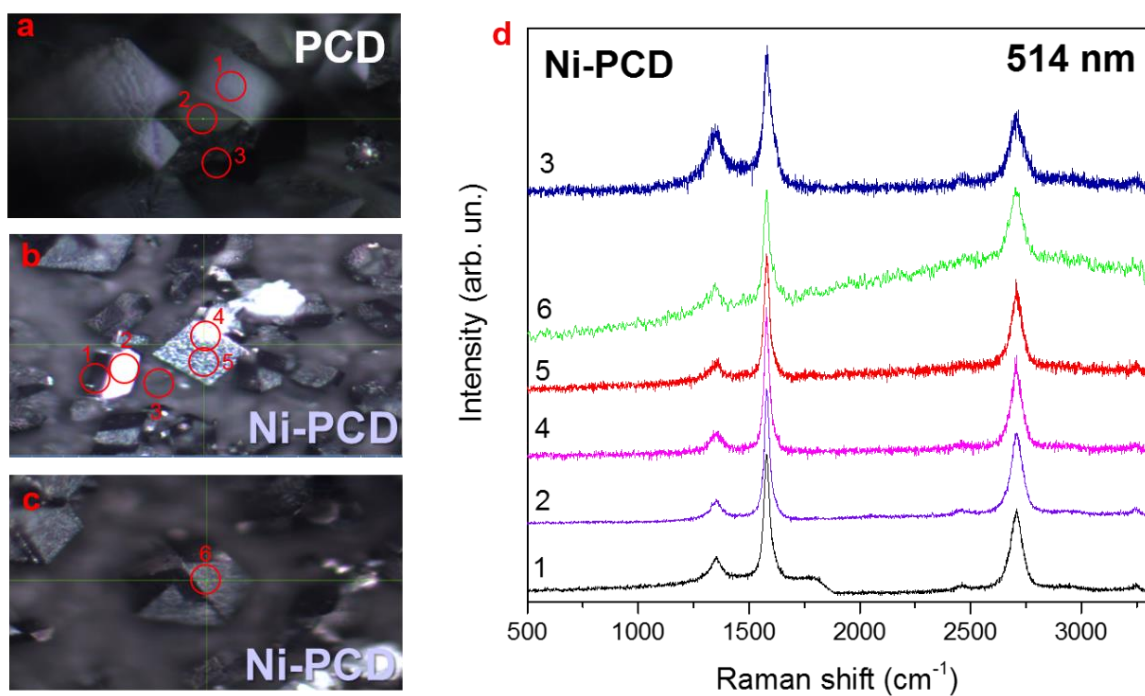 a
PCD
1
2
3
b
4
1
2
5
3
Ni-PCD
c
6
Ni-PCD
d
Ni-PCD
514 nm
Intensity (arb. un.)
3
6
5
4
2
1
500
1000
1500
2000
2500
3000
Raman shift (cm⁻¹)